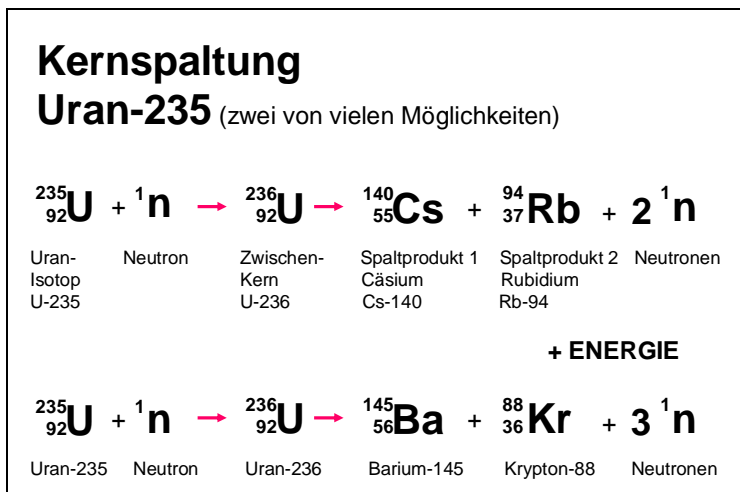 Kernspaltung
Uran-235 (zwei von vielen Möglichkeiten)
²³⁵₉₂U + ¹n → ²³⁶₉₂U → ¹⁴⁰₅₅Cs + ⁹⁴₃₇Rb + 2 ¹n
Uran- Neutron Zwischen- Spaltprodukt 1 Spaltprodukt 2 Neutronen
Isotop Kern Cäsium Rubidium
U-235 U-236 Cs-140 Rb-94
+ ENERGIE
²³⁵₉₂U + ¹n → ²³⁶₉₂U → ¹⁴⁵₅₆Ba + ⁸⁸₃₆Kr + 3 ¹n
Uran-235 Neutron Uran-236 Barium-145 Krypton-88 Neutronen